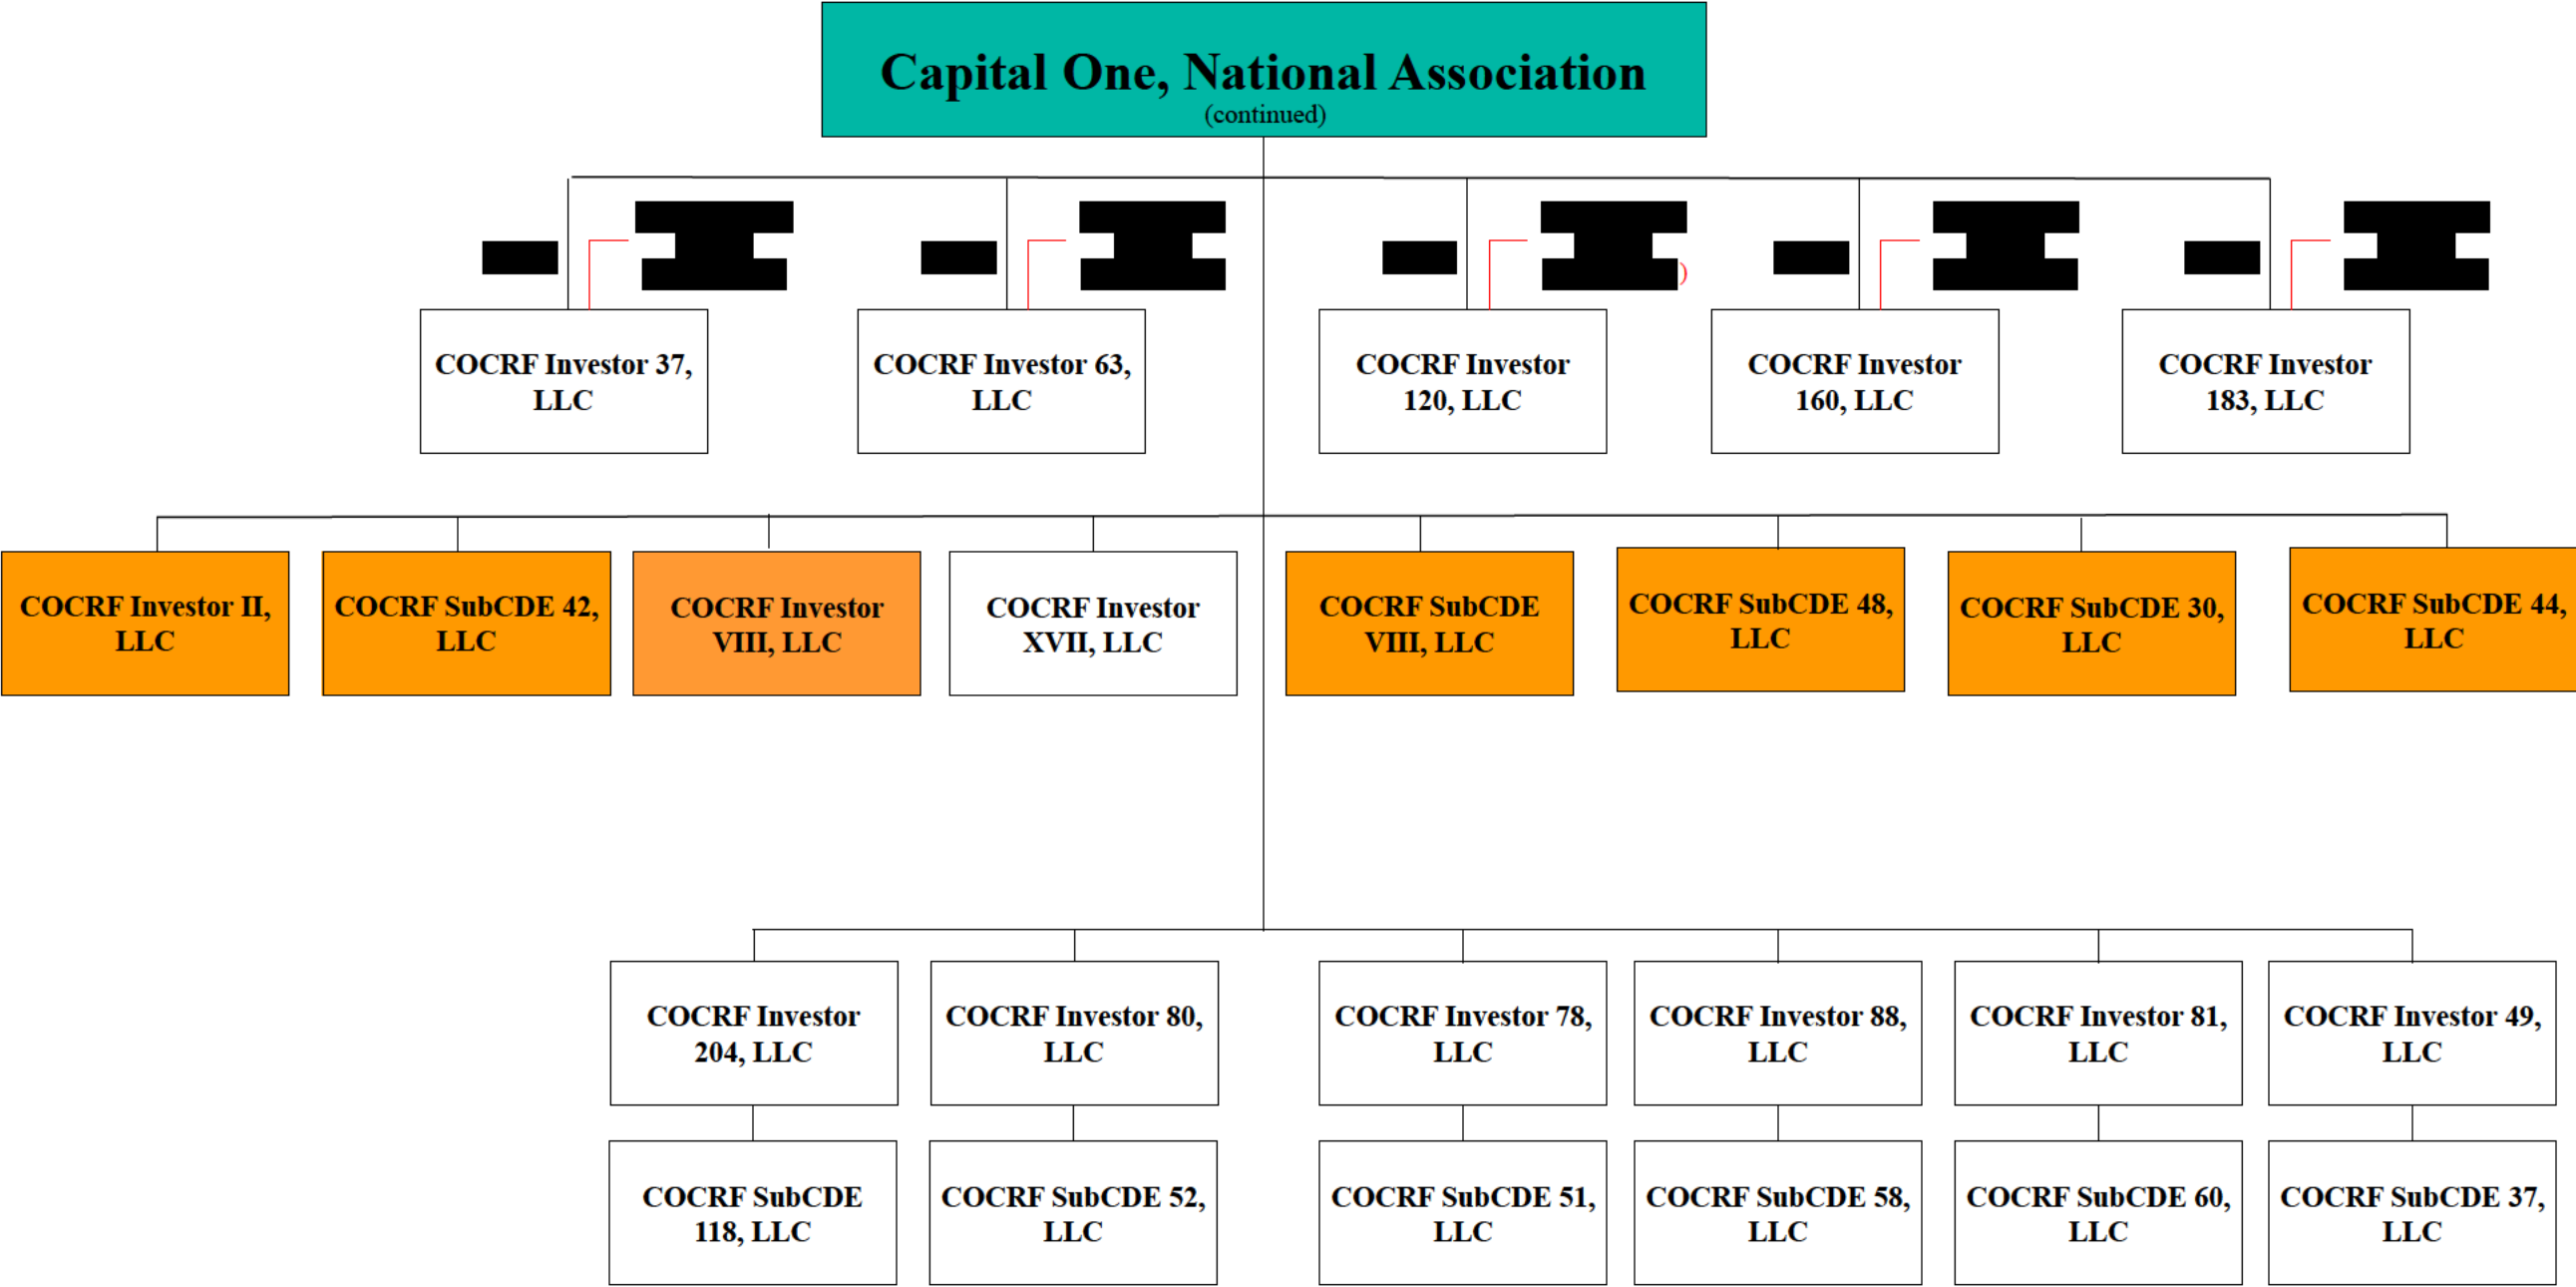 Capital One, National Association
(continued)
)
COCRF Investor 37,
LLC
COCRF Investor 63,
LLC
COCRF Investor
120, LLC
COCRF Investor
160, LLC
COCRF Investor
183, LLC
COCRF Investor II,
LLC
COCRF SubCDE 42,
LLC
COCRF Investor
VIII, LLC
COCRF Investor
XVII, LLC
COCRF SubCDE
VIII, LLC
COCRF SubCDE 48,
LLC
COCRF SubCDE 30,
LLC
COCRF SubCDE 44,
LLC
COCRF Investor
204, LLC
COCRF Investor 80,
LLC
COCRF Investor 78,
LLC
COCRF Investor 88,
LLC
COCRF Investor 81,
LLC
COCRF Investor 49,
LLC
COCRF SubCDE
118, LLC
COCRF SubCDE 52,
LLC
COCRF SubCDE 51,
LLC
COCRF SubCDE 58,
LLC
COCRF SubCDE 60,
LLC
COCRF SubCDE 37,
LLC